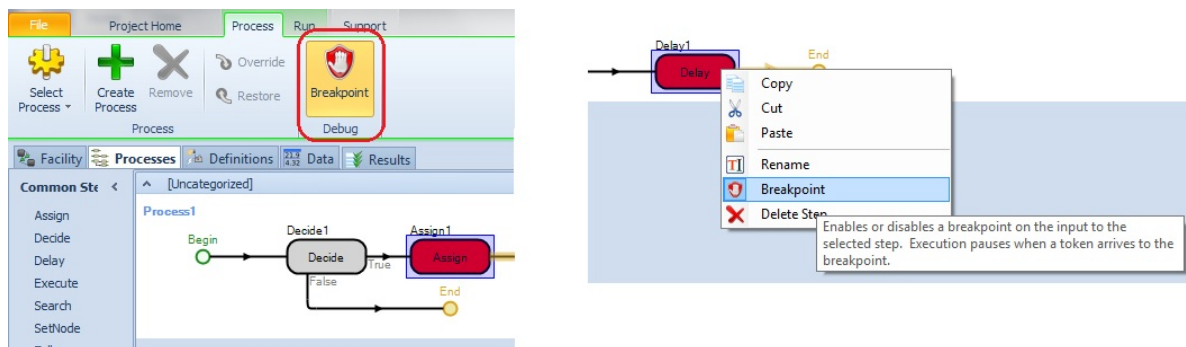 File Project Home Process Run Support
Select Process Create Process Remove Override Restore Breakpoint
Process Debug
Facility Processes Definitions Data Results
Common Ste
[Uncategorized]
Assign
Decide
Delay
Execute
Search
SetNode
Process1
Begin
Decide1
Decide
True
False
Assign1
Assign
End
Delay1
Delay
End
Copy
Cut
Paste
Rename
Breakpoint
Delete Step
Enables or disables a breakpoint on the input to the
selected step. Execution pauses when a token arrives to the
breakpoint.